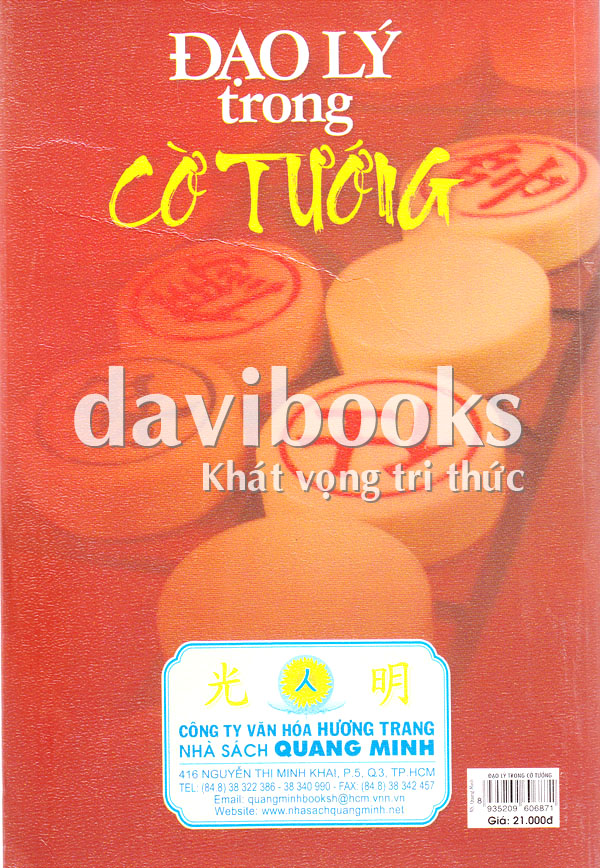 ĐẠO LÝ
trong
CỜ TƯỚNG
davibooks
Khát vọng tri thức
光 人 明
CÔNG TY VĂN HÓA HƯƠNG TRANG
NHÀ SÁCH QUANG MINH
416 NGUYỄN THỊ MINH KHAI, P.5, Q.3, TP.HCM
TEL: (84 8) 38 322 386 - 38 340 990 - FAX: (84 8) 38 342 457
Email: quangminhbooksh@hcm.vnn.vn
Website: www.nhasachquangminh.net
ĐẠO LÝ TRONG CỜ TƯỚNG
NS. Quang Minh
8 935209 606871
Giá: 21.000đ